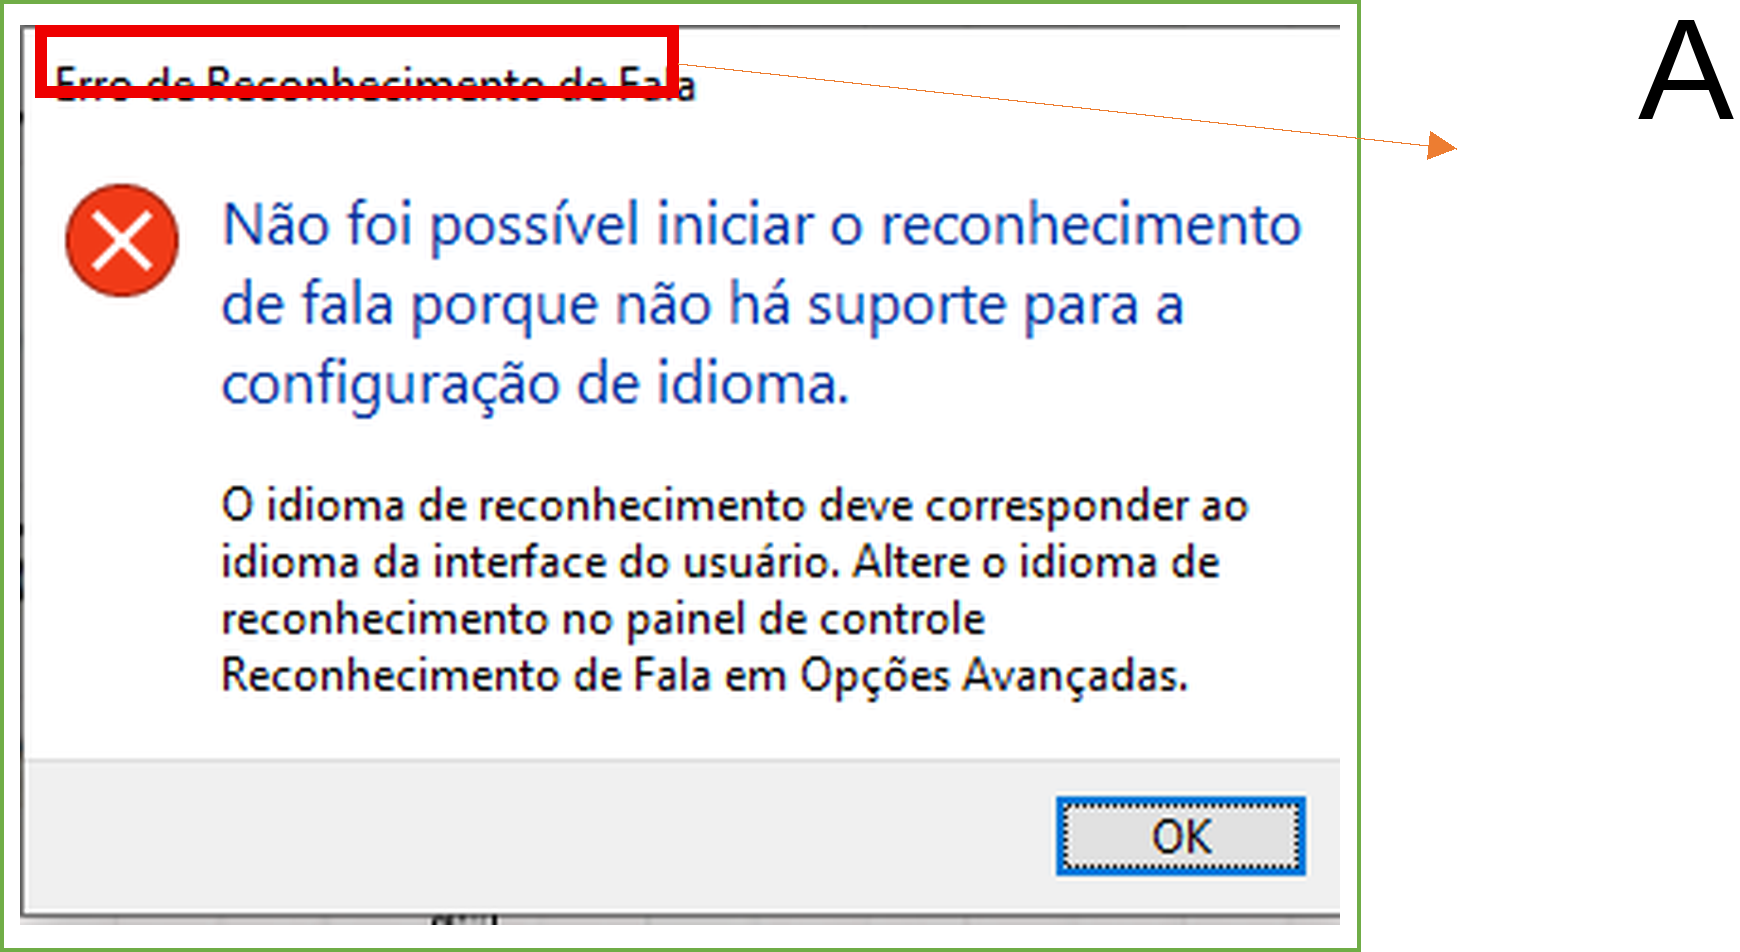 A
Erro de Reconhecimento de Fala
Não foi possível iniciar o reconhecimento
de fala porque não há suporte para a
configuração de idioma.
O idioma de reconhecimento deve corresponder ao
idioma da interface do usuário. Altere o idioma de
reconhecimento no painel de controle
Reconhecimento de Fala em Opções Avançadas.
OK